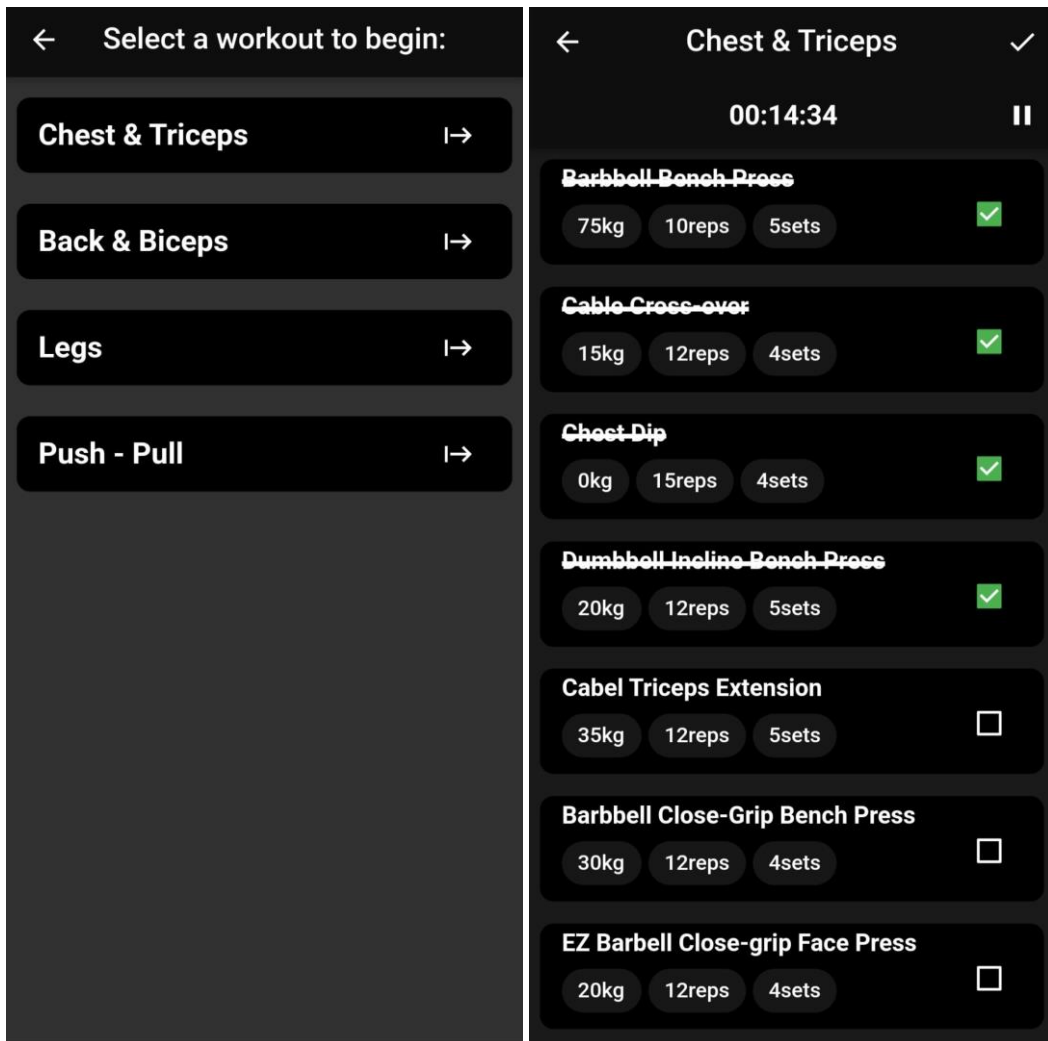 Select a workout to begin:
Chest & Triceps
Back & Biceps
Legs
Push - Pull
Chest & Triceps
00:14:34
Barbbell Bench Press
75kg 10reps 5sets
Cable Cross-over
15kg 12reps 4sets
Chest Dip
0kg 15reps 4sets
Dumbbell Incline Bench Press
20kg 12reps 5sets
Cabel Triceps Extension
35kg 12reps 5sets
Barbbell Close-Grip Bench Press
30kg 12reps 4sets
EZ Barbell Close-grip Face Press
20kg 12reps 4sets